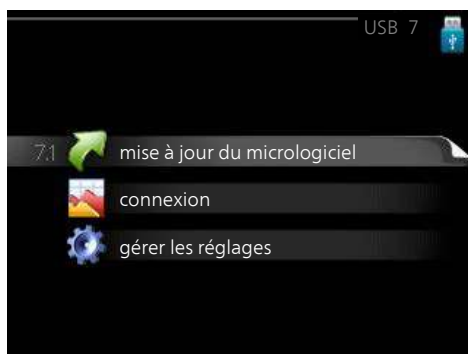 USB 7
7.1 mise à jour du micrologiciel
connexion
gérer les réglages